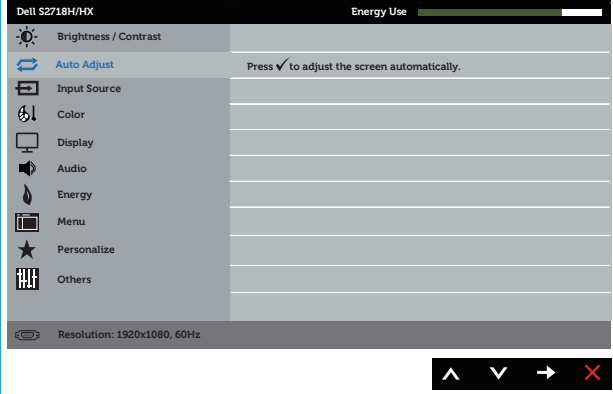 Dell S2718H/HX
Energy Use
Brightness / Contrast
Auto Adjust
Press ✓ to adjust the screen automatically.
Input Source
Color
Display
Audio
Energy
Menu
Personalize
Others
Resolution: 1920x1080, 60Hz